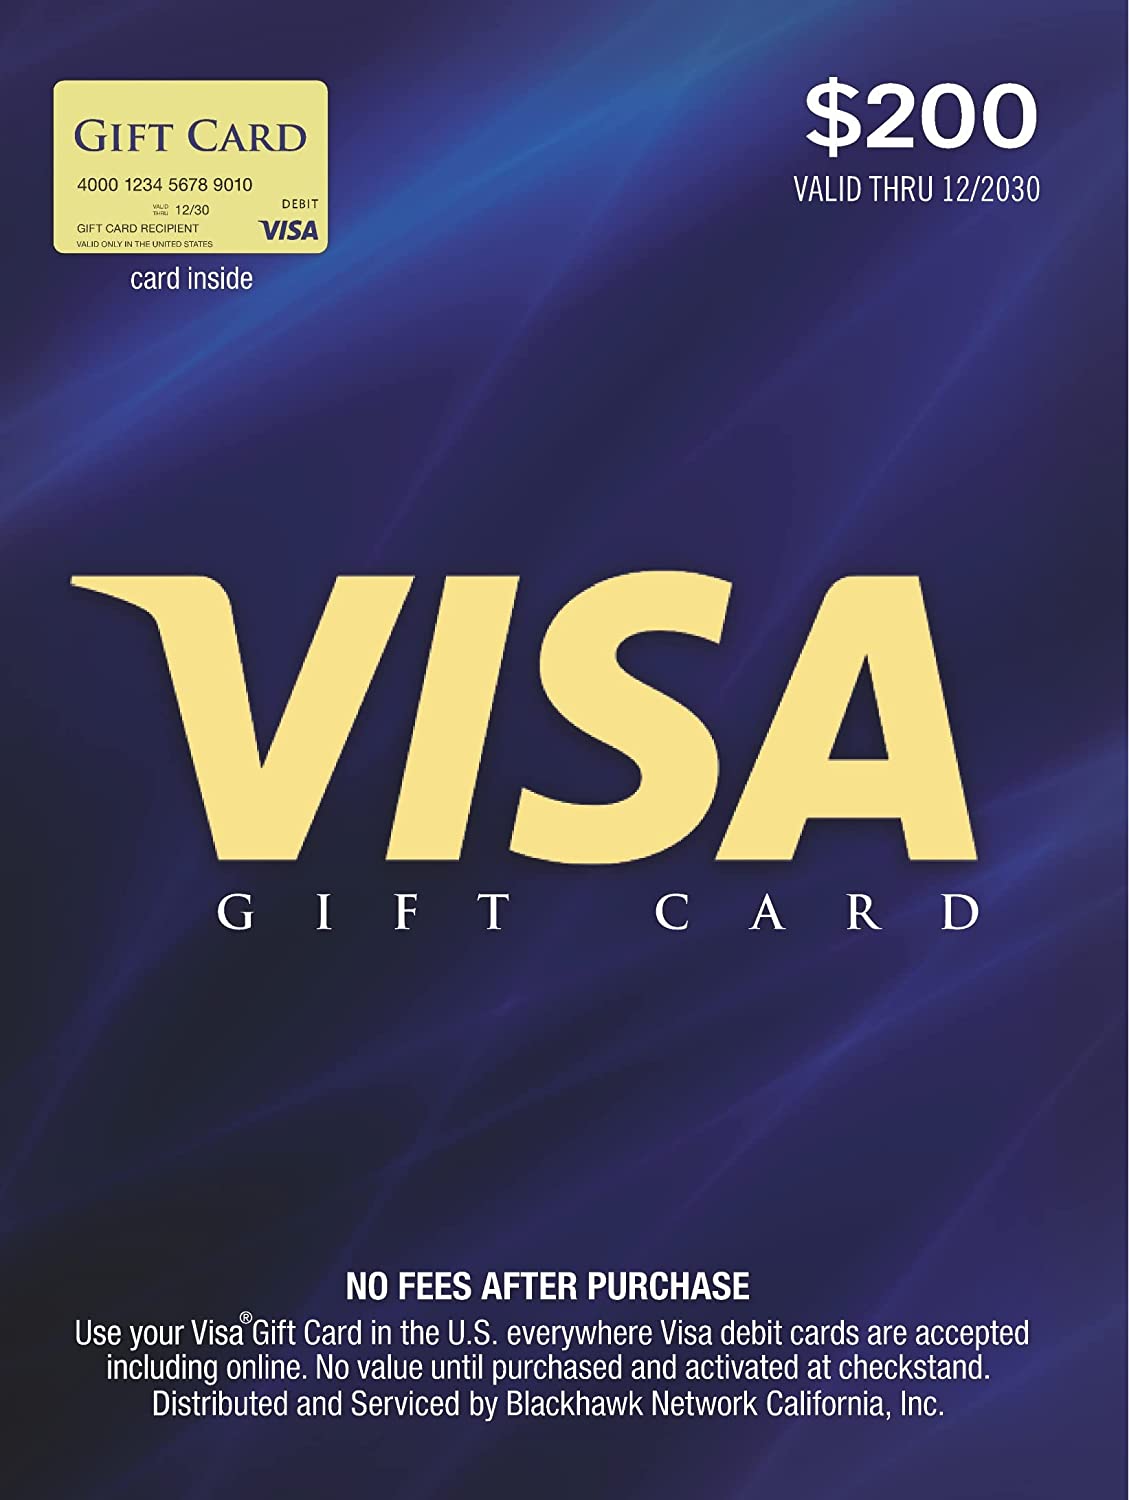 GIFT CARD
4000 1234 5678 9010
VALID THRU 12/30
DEBIT
GIFT CARD RECIPIENT
VISA
VALID ONLY IN THE UNITED STATES
card inside
$200
VALID THRU 12/2030
VISA
GIFT CARD
NO FEES AFTER PURCHASE
Use your Visa® Gift Card in the U.S. everywhere Visa debit cards are accepted
including online. No value until purchased and activated at checkstand.
Distributed and Serviced by Blackhawk Network California, Inc.